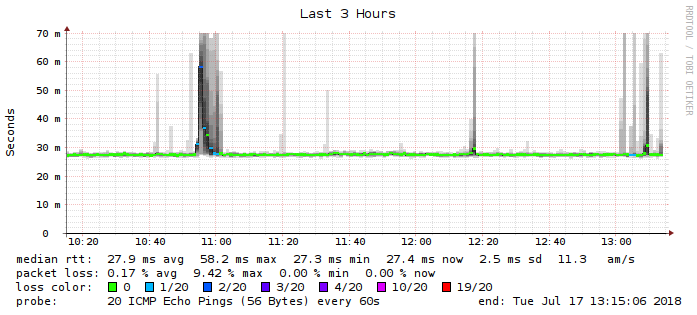 Last 3 Hours
RRDTOOL / TOBI OETIKER
Seconds
70 m
60 m
50 m
40 m
30 m
20 m
10 m
0
10:20 10:40 11:00 11:20 11:40 12:00 12:20 12:40 13:00
median rtt: 27.9 ms avg 58.2 ms max 27.3 ms min 27.4 ms now 2.5 ms sd 11.3 am/s
packet loss: 0.17 % avg 9.42 % max 0.00 % min 0.00 % now
loss color: 0 1/20 2/20 3/20 4/20 10/20 19/20
probe: 20 ICMP Echo Pings (56 Bytes) every 60s end: Tue Jul 17 13:15:06 2018